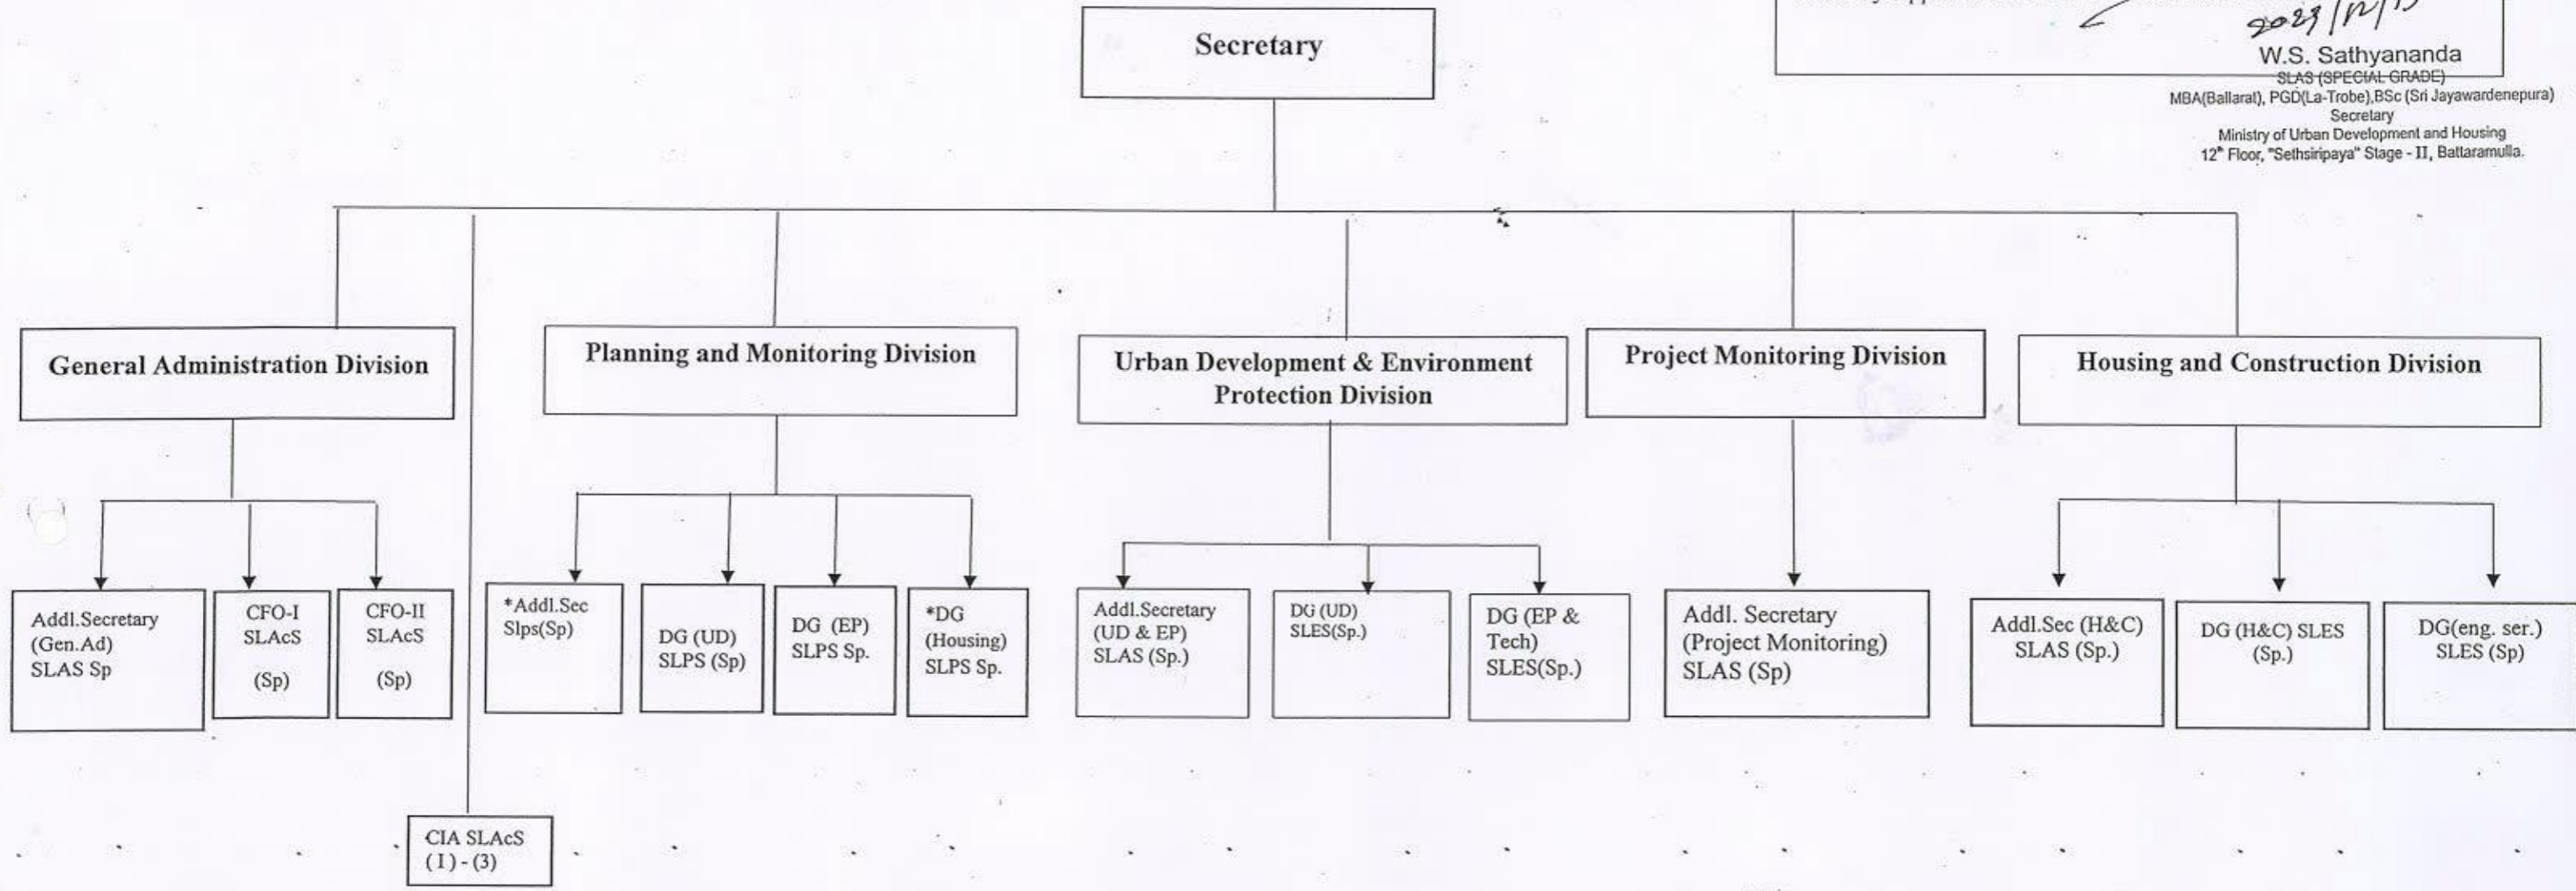 Secretary
W.S. Sathyananda
SLAS (SPECIAL GRADE)
MBA(Ballarat), PGD(La-Trobe),BSc (Sri Jayawardenepura)
Secretary
Ministry of Urban Development and Housing
12th Floor, "Sethsiripaya" Stage - II, Battaramulla.
General Administration Division
Planning and Monitoring Division
Urban Development & Environment
Protection Division
Project Monitoring Division
Housing and Construction Division
Addl.Secretary
(Gen.Ad)
SLAS Sp
CFO-I
SLAcS
(Sp)
CFO-II
SLAcS
(Sp)
*Addl.Sec
Slps(Sp)
DG (UD)
SLPS (Sp)
DG (EP)
SLPS Sp.
*DG
(Housing)
SLPS Sp.
Addl.Secretary
(UD & EP)
SLAS (Sp.)
DG (UD)
SLES(Sp.)
DG (EP &
Tech)
SLES(Sp.)
Addl. Secretary
(Project Monitoring)
SLAS (Sp)
Addl.Sec (H&C)
SLAS (Sp.)
DG (H&C) SLES
(Sp.)
DG(eng. ser.)
SLES (Sp)
CIA SLAcS
(1) - (3)